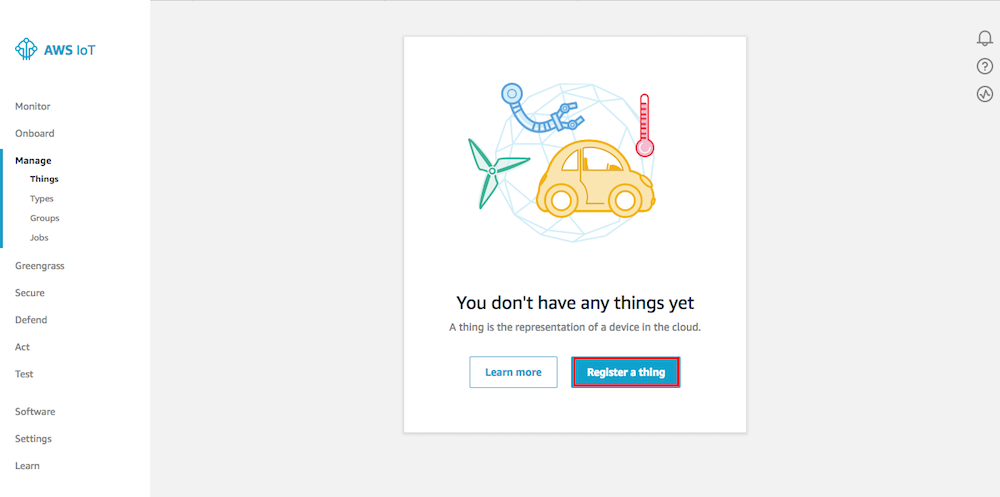 AWS IoT
Monitor
Onboard
Manage
Things
Types
Groups
Jobs
Greengrass
Secure
Defend
Act
Test
Software
Settings
Learn
You don't have any things yet
A thing is the representation of a device in the cloud.
Learn more
Register a thing